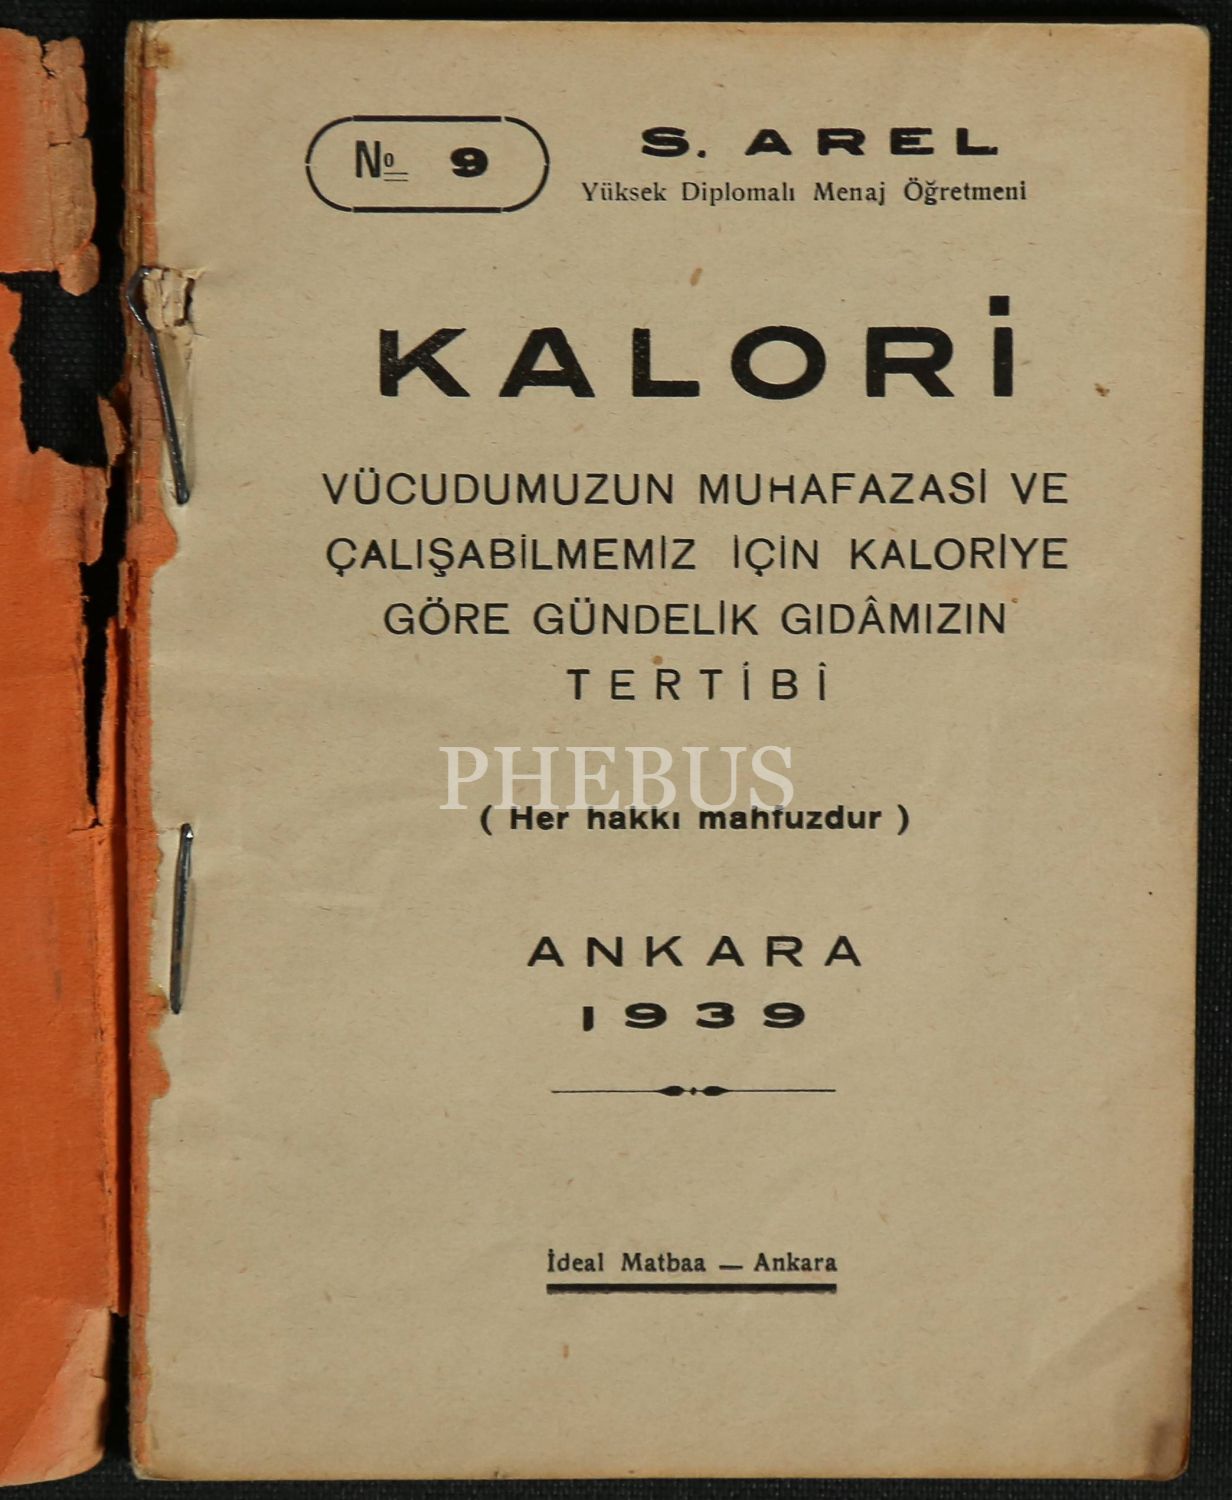 № 9
S. AREL
Yüksek Diplomalı Menaj Öğretmeni
KALORİ
VÜCUDUMUZUN MUHAFAZASİ VE
ÇALIŞABİLMEMİZ İÇİN KALORİYE
GÖRE GÜNDELİK GIDÂMIZIN
TERTİBÎ
PHEBUS
( Her hakkı mahfuzdur )
ANKARA
1939
İdeal Matbaa — Ankara